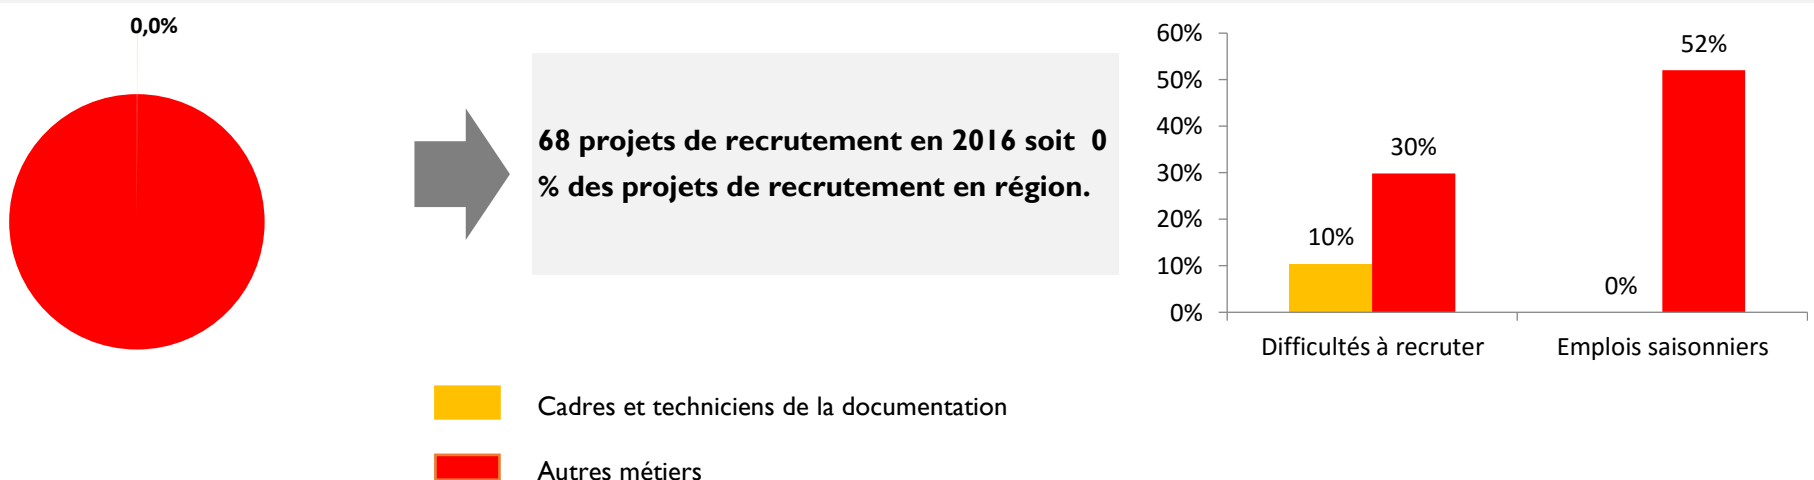 0,0%
68 projets de recrutement en 2016 soit 0
% des projets de recrutement en région.
60%
50%
40%
30%
20%
10%
0%
10%
30%
0%
52%
Difficultés à recruter
Emplois saisonniers
Cadres et techniciens de la documentation
Autres métiers